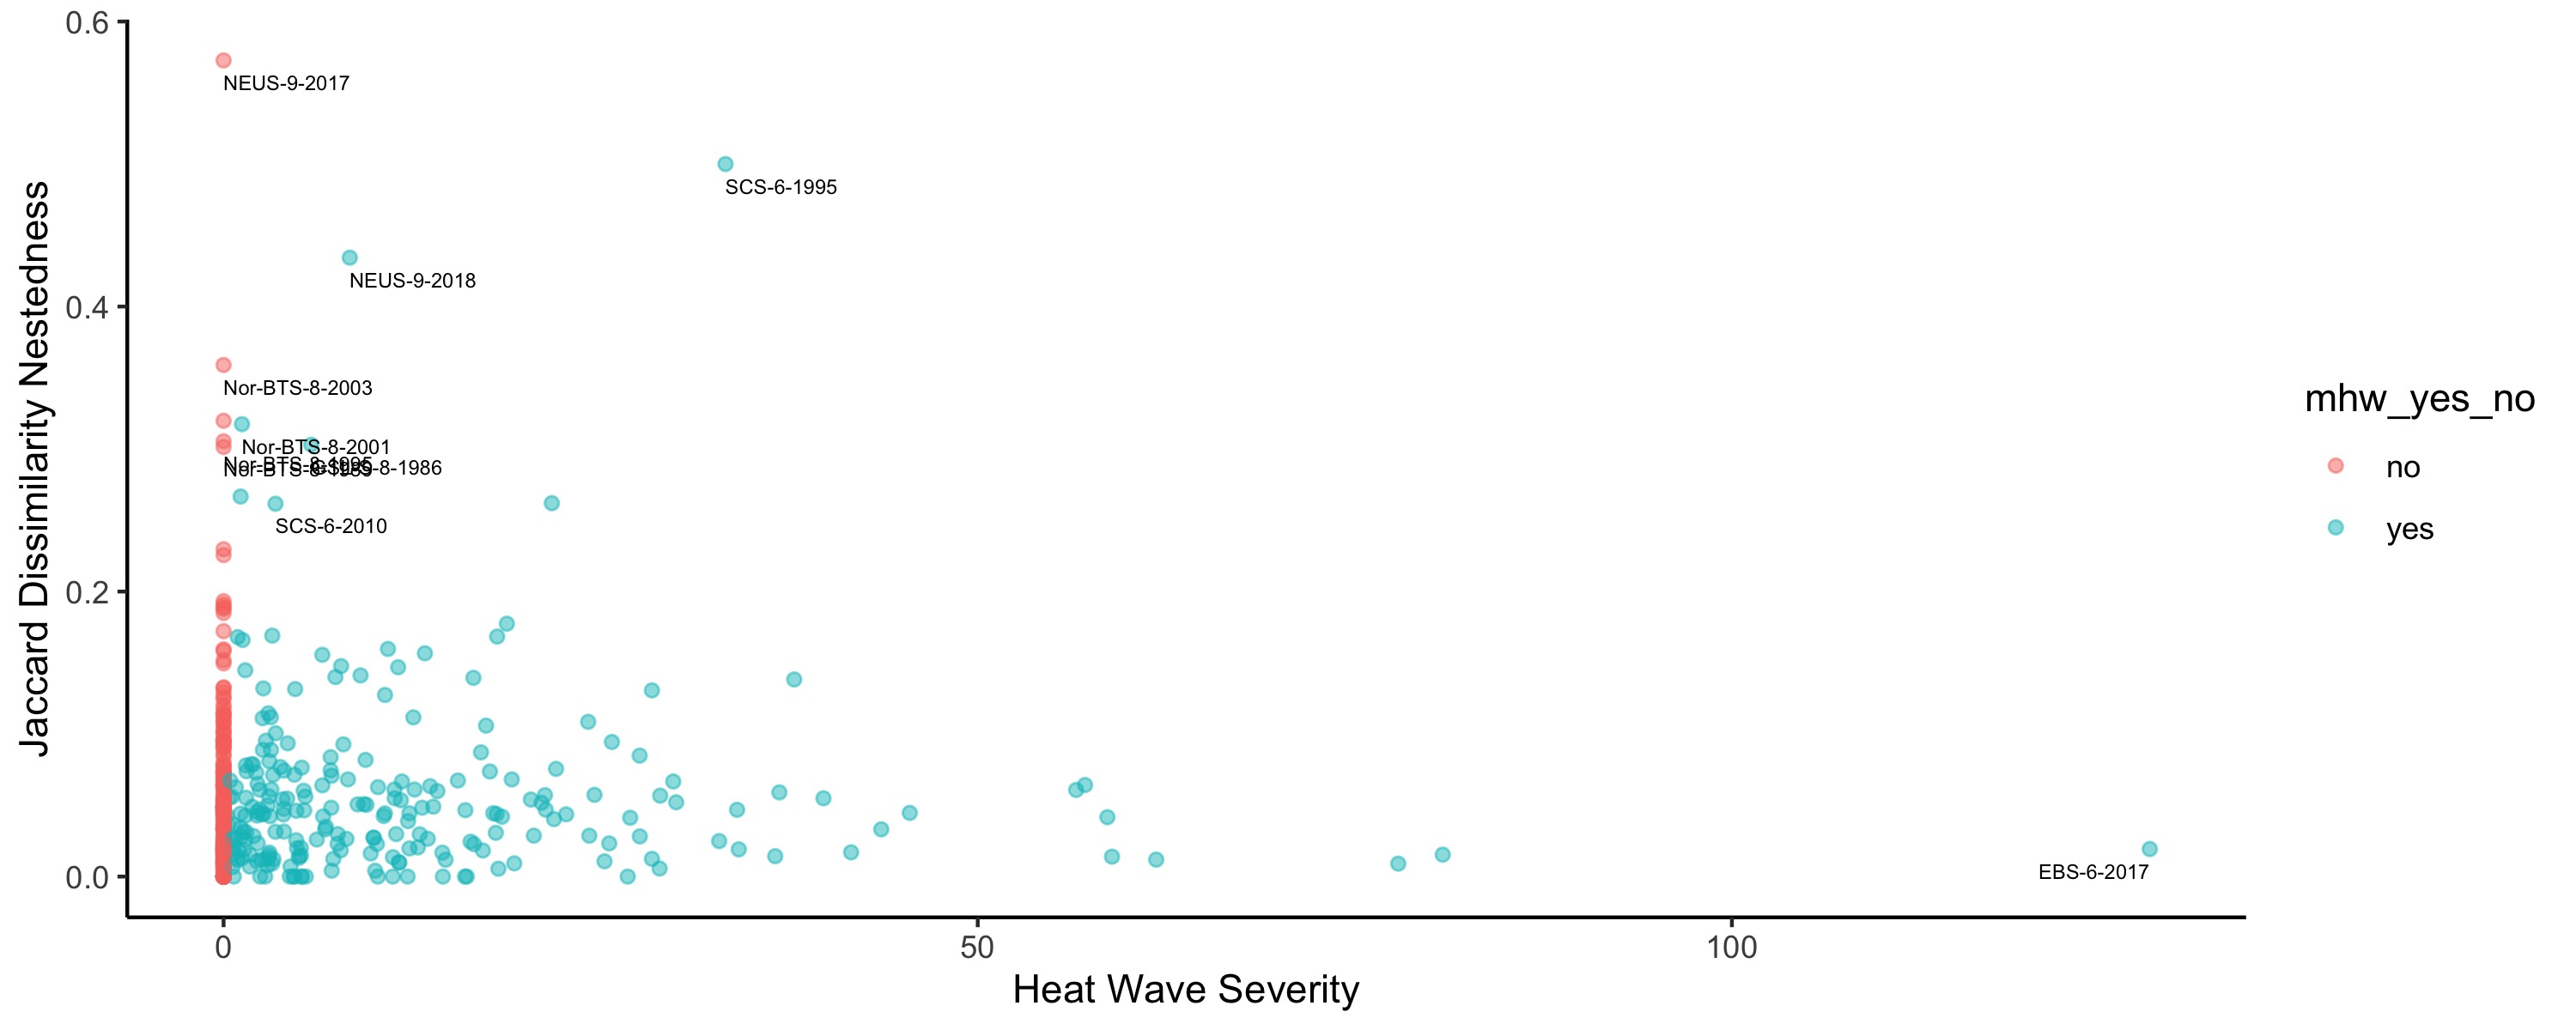 0.6
NEUS-9-2017
SCS-6-1995
NEUS-9-2018
0.4
Nor-BTS-8-2003
Nor-BTS-8-2001
SCS-6-2010
0.2
0.0
EBS-6-2017
0
50
100
Heat Wave Severity
Jaccard Dissimilarity Nestedness
mhw_yes_no
no
yes